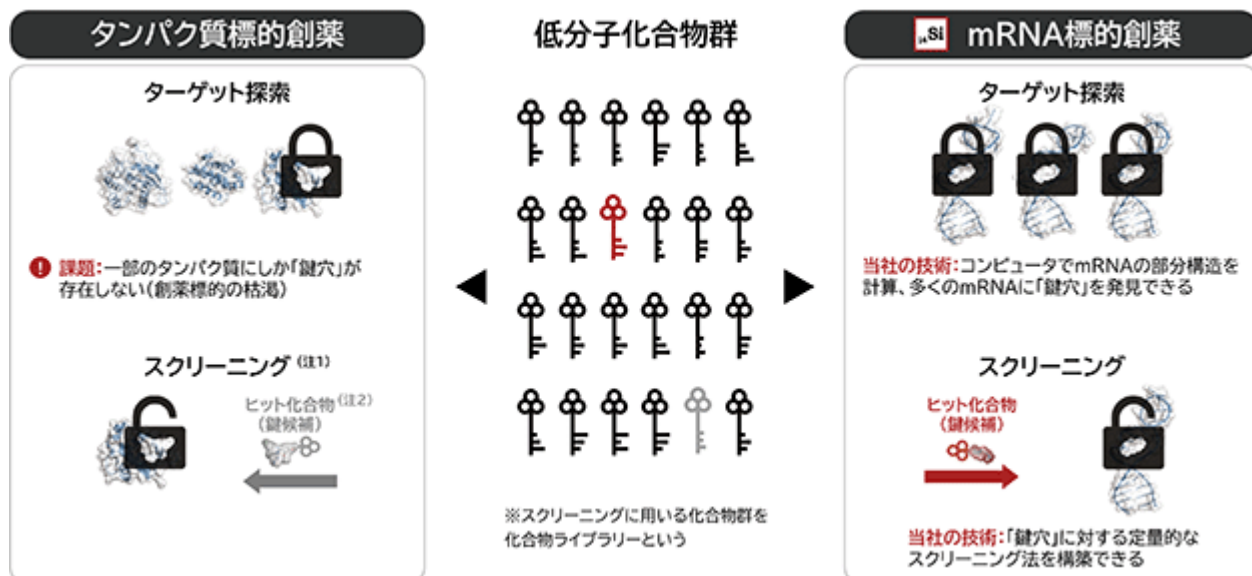 タンパク質標的創薬
ターゲット探索
課題:一部のタンパク質にしか「鍵穴」が
存在しない(創薬標的の枯渇)
スクリーニング(注1)
ヒット化合物(注2)
(鍵候補)
低分子化合物群
※スクリーニングに用いる化合物群を
化合物ライブラリーという
14Si mRNA標的創薬
ターゲット探索
当社の技術:コンピュータでmRNAの部分構造を
計算、多くのmRNAに「鍵穴」を発見できる
スクリーニング
ヒット化合物
(鍵候補)
当社の技術:「鍵穴」に対する定量的な
スクリーニング法を構築できる